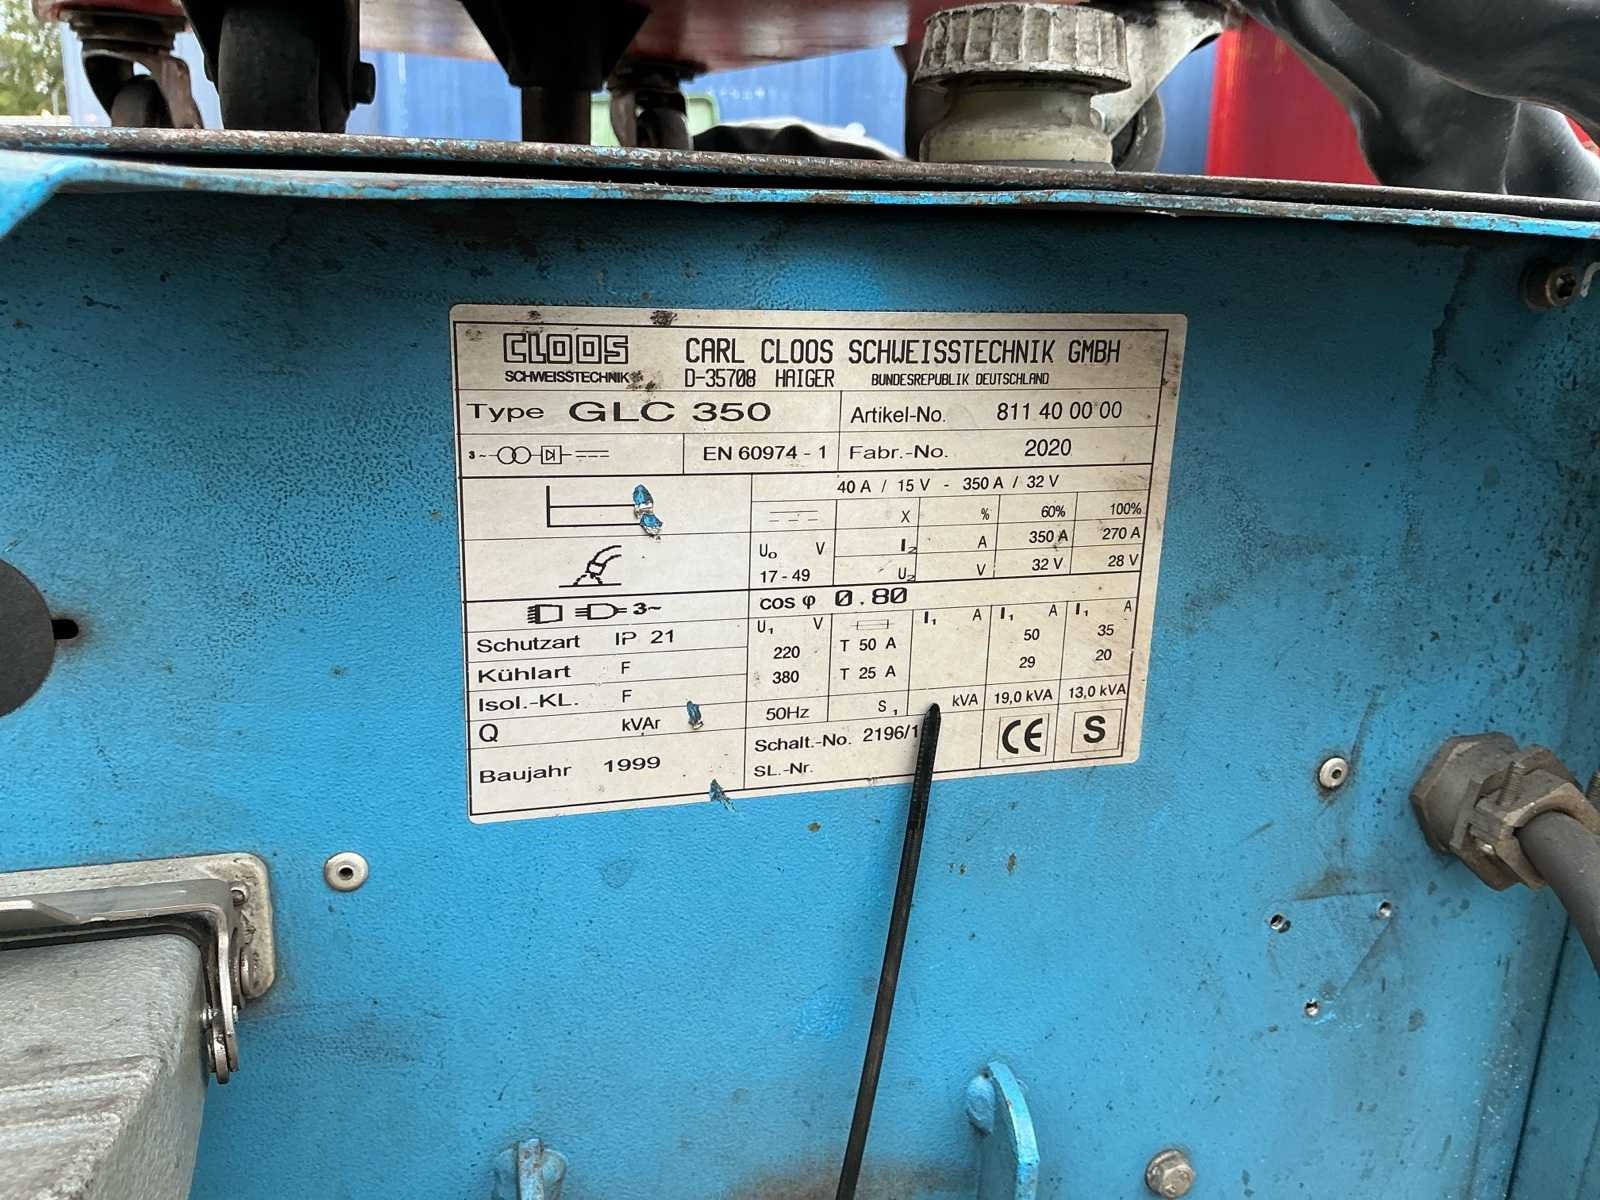 CLOOS
SCHWEISSTECHNIK
CARL CLOOS SCHWEISSTECHNIK GMBH
D-35708 HAIGER BUNDESREPUBLIK DEUTSCHLAND
Type GLC 350
Artikel-No. 811 40 00 00
3~
EN 60974 - 1
Fabr.-No. 2020
40 A / 15 V - 350 A / 32 V
X % 60% 100%
U₀ V
I₂ A 350 A 270 A
17 - 49
U₂ V 32 V 28 V
cos φ 0.80
3~
U₁ V I₁ A I₁ A I₁ A
Schutzart IP 21
220 T 50 A 50 35
Kühlart F
380 T 25 A 29 20
Isol.-KL. F
50Hz S₁ kVA 19,0 kVA 13,0 kVA
Q kVAr
Schalt.-No. 2196/1
CE S
Baujahr 1999
SL.-Nr.